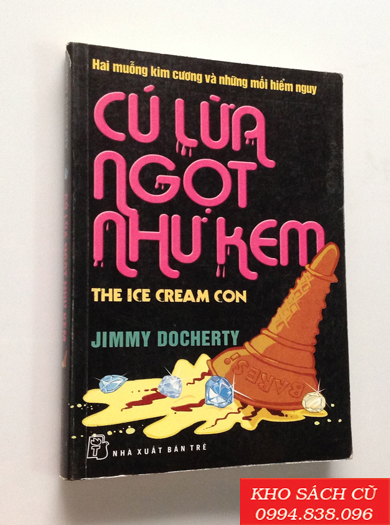 Hai muỗng kim cương và những mối hiểm nguy
CÚ LỪA
NGỌT
NHƯ KEM
THE ICE CREAM CON
JIMMY DOCHERTY
BARE'S
NHÀ XUẤT BẢN TRẺ
KHO SÁCH CŨ
0994.838.096